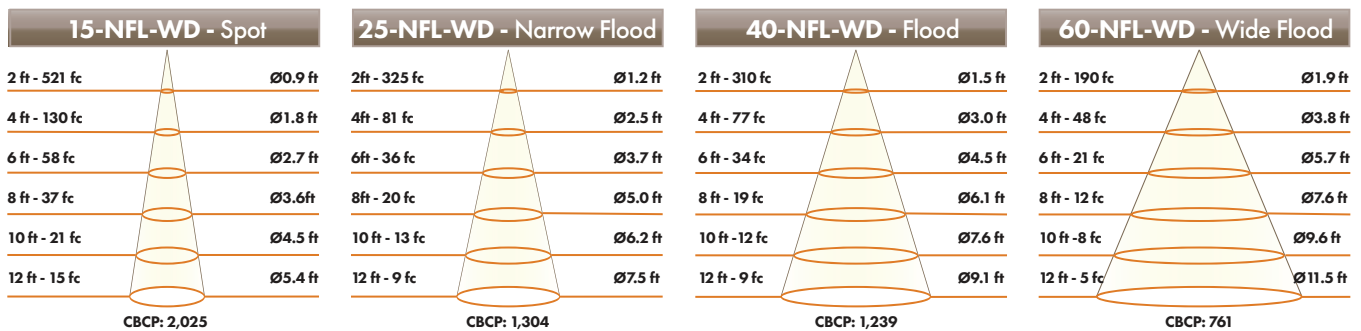 15-NFL-WD - Spot
2 ft - 521 fc Ø0.9 ft
4 ft - 130 fc Ø1.8 ft
6 ft - 58 fc Ø2.7 ft
8 ft - 37 fc Ø3.6ft
10 ft - 21 fc Ø4.5 ft
12 ft - 15 fc Ø5.4 ft
CBCP: 2,025
25-NFL-WD - Narrow Flood
2ft - 325 fc Ø1.2 ft
4ft - 81 fc Ø2.5 ft
6ft - 36 fc Ø3.7 ft
8ft - 20 fc Ø5.0 ft
10 ft - 13 fc Ø6.2 ft
12 ft - 9 fc Ø7.5 ft
CBCP: 1,304
40-NFL-WD - Flood
2 ft - 310 fc Ø1.5 ft
4 ft - 77 fc Ø3.0 ft
6 ft - 34 fc Ø4.5 ft
8 ft - 19 fc Ø6.1 ft
10 ft -12 fc Ø7.6 ft
12 ft - 9 fc Ø9.1 ft
CBCP: 1,239
60-NFL-WD - Wide Flood
2 ft - 190 fc Ø1.9 ft
4 ft - 48 fc Ø3.8 ft
6 ft - 21 fc Ø5.7 ft
8 ft - 12 fc Ø7.6 ft
10 ft -8 fc Ø9.6 ft
12 ft - 5 fc Ø11.5 ft
CBCP: 761